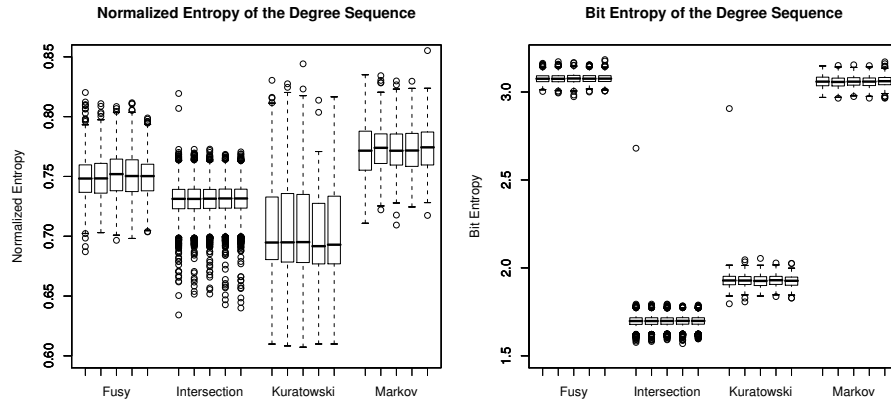 Normalized Entropy of the Degree Sequence
Normalized Entropy
0.85
0.80
0.75
0.70
0.65
0.60
Fusy Intersection Kuratowski Markov
Bit Entropy of the Degree Sequence
Bit Entropy
3.0
2.5
2.0
1.5
Fusy Intersection Kuratowski Markov